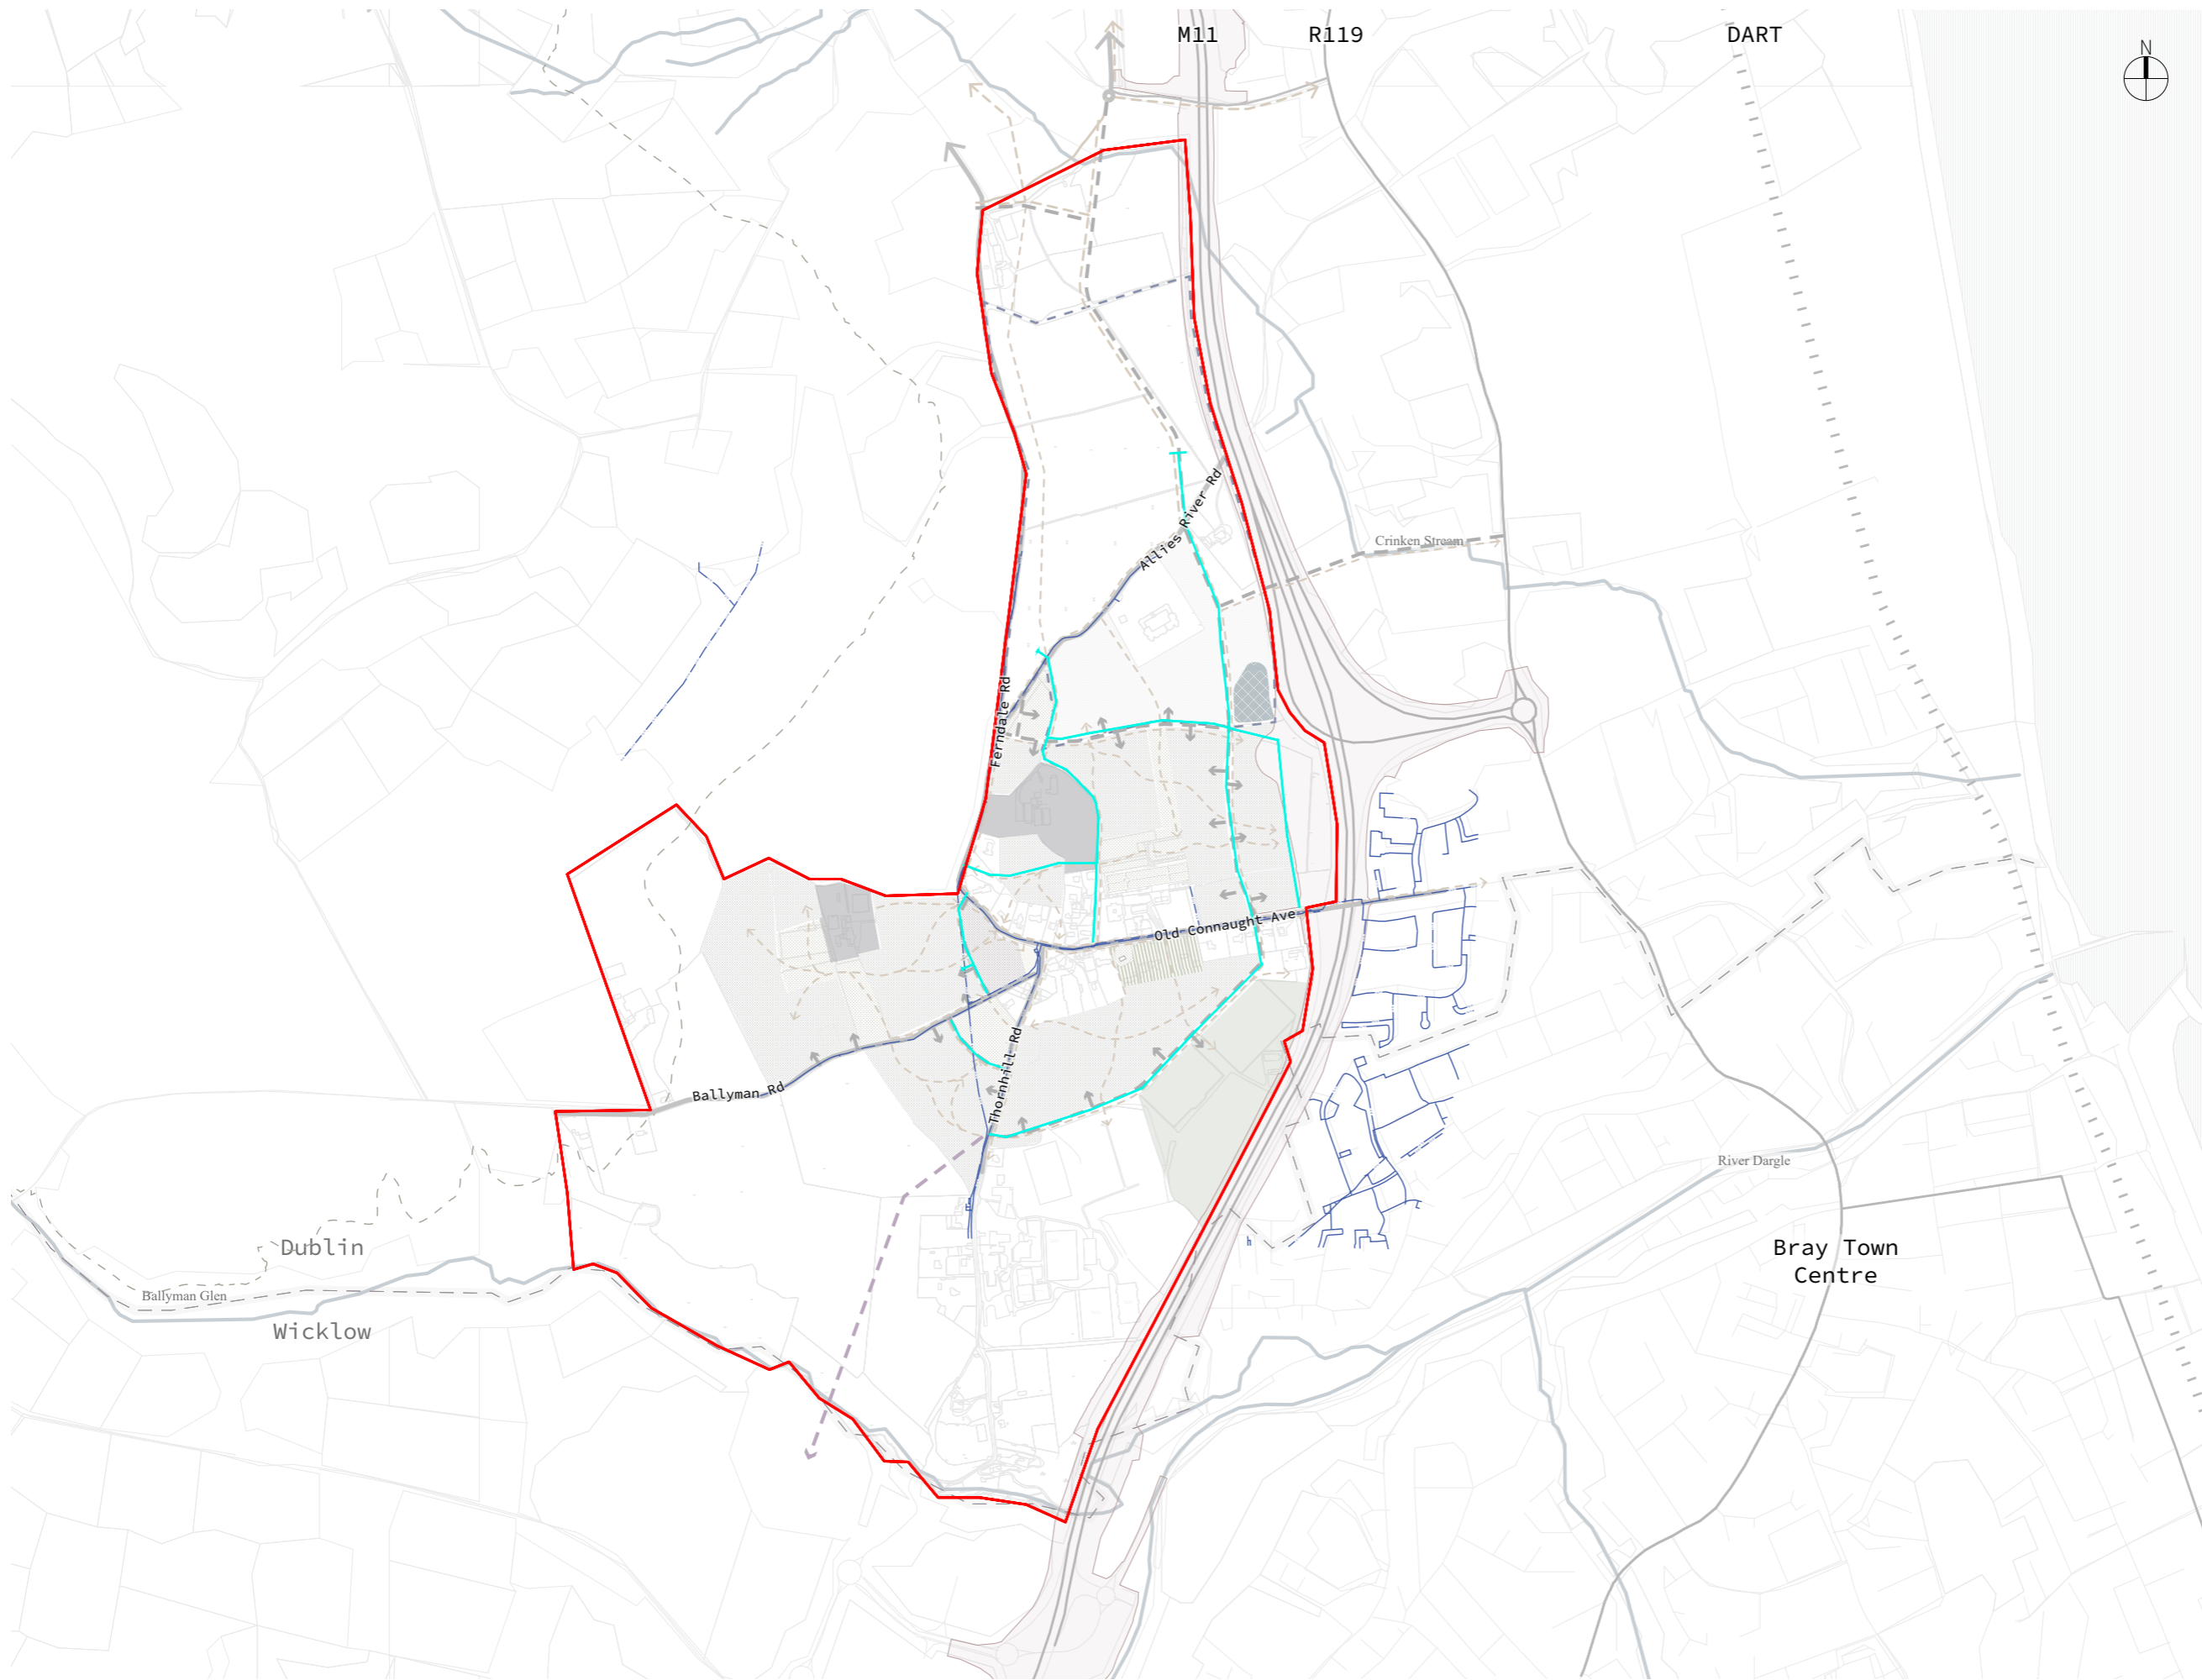 M11
R119
DART
N
Allies River Rd
Crinken Stream
Ferndale Rd
Old Connaught Ave
Thornhill Rd
Ballyman Rd
River Dargle
Dublin
Bray Town
Centre
Ballyman Glen
Wicklow